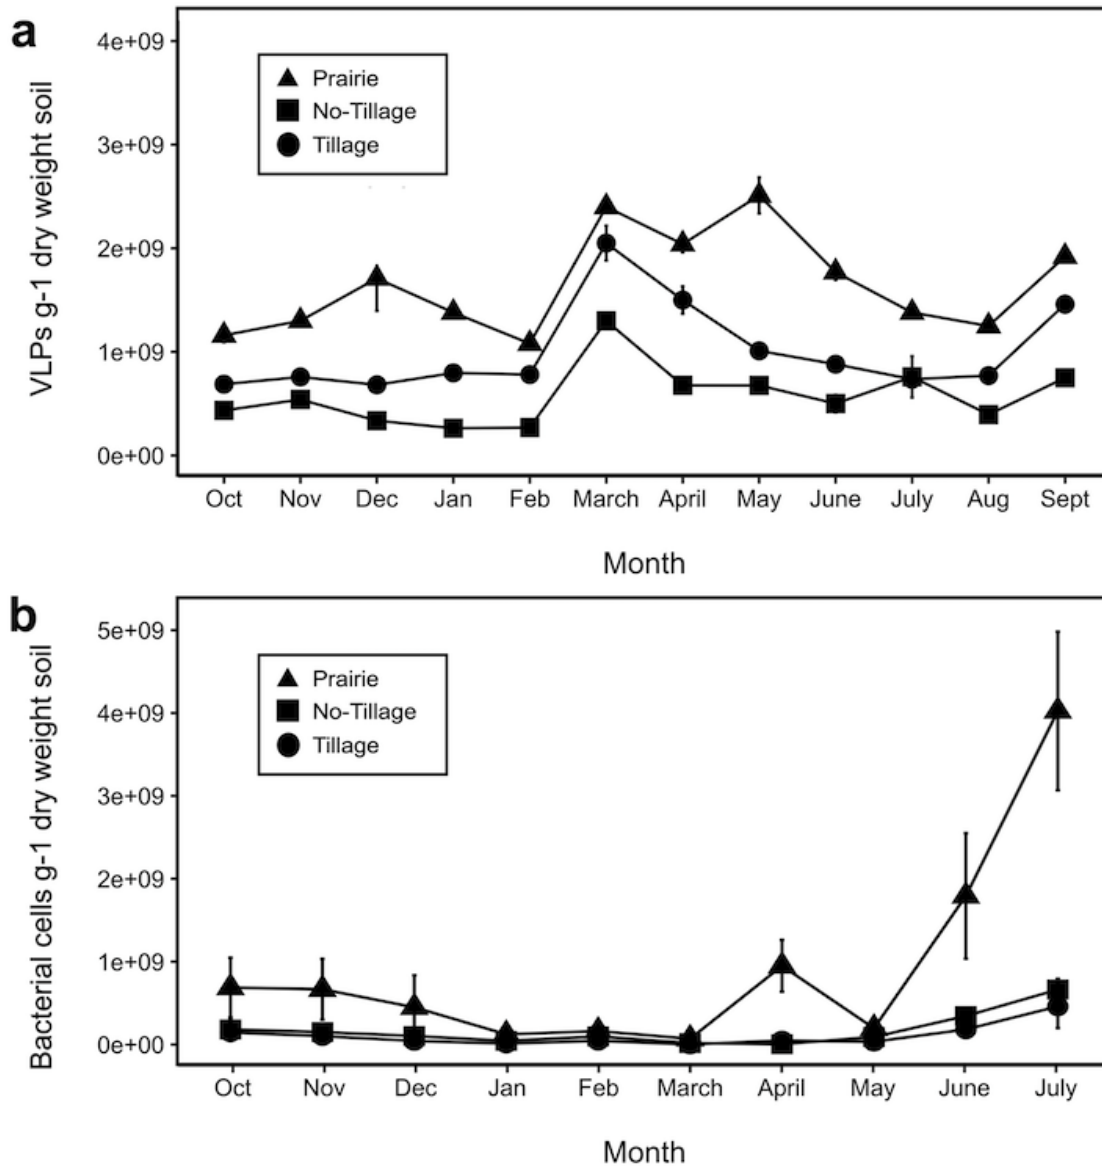 a
VLPs g-1 dry weight soil
4e+09
3e+09
2e+09
1e+09
0e+00
Prairie
No-Tillage
Tillage
Oct Nov Dec Jan Feb March April May June July Aug Sept
Month
b
Bacterial cells g-1 dry weight soil
5e+09
4e+09
3e+09
2e+09
1e+09
0e+00
Prairie
No-Tillage
Tillage
Oct Nov Dec Jan Feb March April May June July
Month